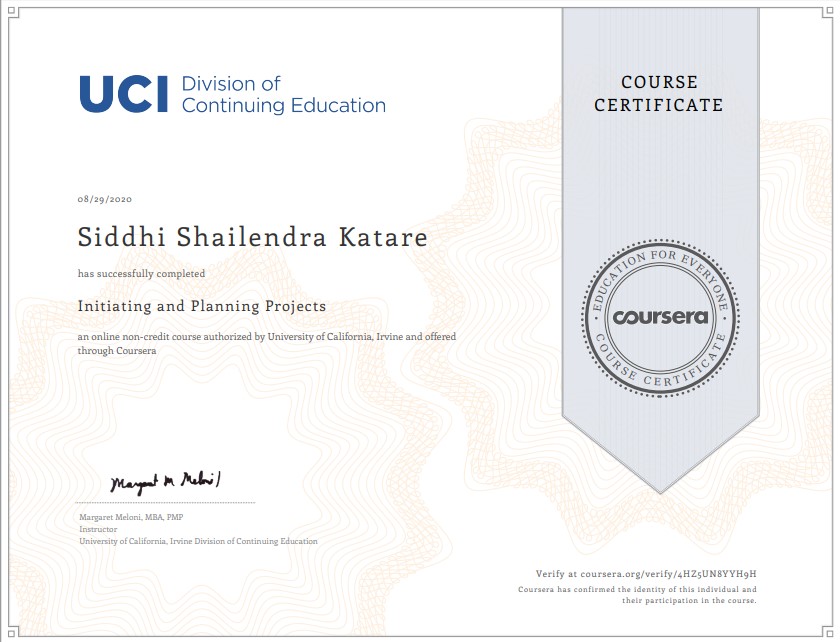 UCI Division of
Continuing Education
COURSE
CERTIFICATE
08/29/2020
Siddhi Shailendra Katare
has successfully completed
Initiating and Planning Projects
an online non-credit course authorized by University of California, Irvine and offered
through Coursera
EDUCATION FOR EVERYONE
coursera
COURSE CERTIFICATE
Margaret M Meloni
Margaret Meloni, MBA, PMP
Instructor
University of California, Irvine Division of Continuing Education
Verify at coursera.org/verify/4HZ5UN8YYH9H
Coursera has confirmed the identity of this individual and
their participation in the course.